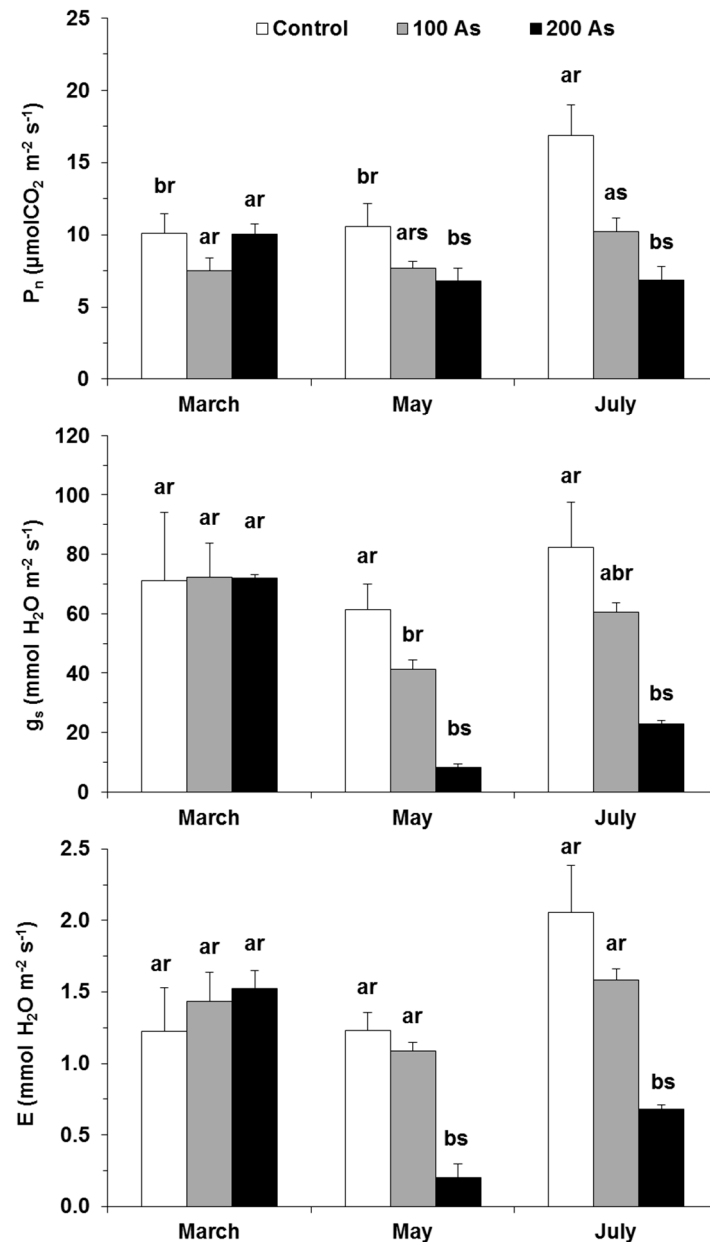 25
Control 100 As 200 As
ar
20
br br
15
ar as
ar ars bs bs
10
5
0
Pₙ (µmolCO₂ m⁻² s⁻¹)
March May July
120
ar
100
ar ar ar
80
ar abr
60
br
40
bs bs
20
0
gₛ (mmol H₂O m⁻² s⁻¹)
March May July
2.5
ar
2.0
ar ar ar ar
1.5
ar ar
1.0
bs bs
0.5
0.0
E (mmol H₂O m⁻² s⁻¹)
March May July